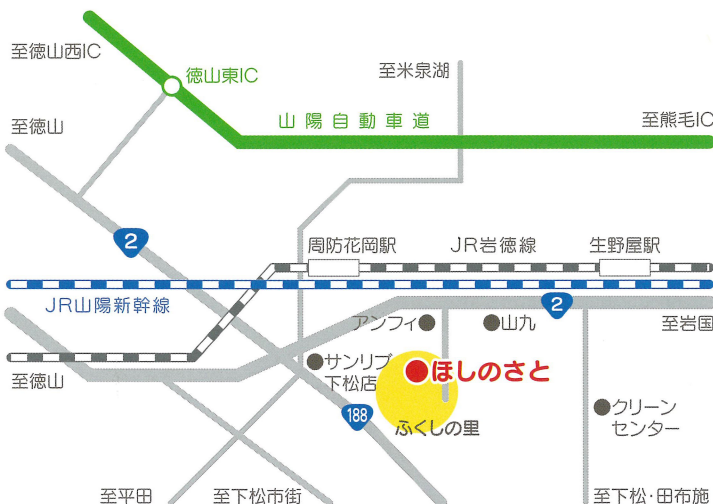 至徳山西IC
徳山東IC
至米泉湖
至徳山
山陽自動車道
至熊毛IC
2
周防花岡駅
JR岩徳線
生野屋駅
JR山陽新幹線
2
アンフィ
山九
至岩国
至徳山
サンリブ
下松店
ほしのさと
188
ふくしの里
クリーン
センター
至平田
至下松市街
至下松・田布施